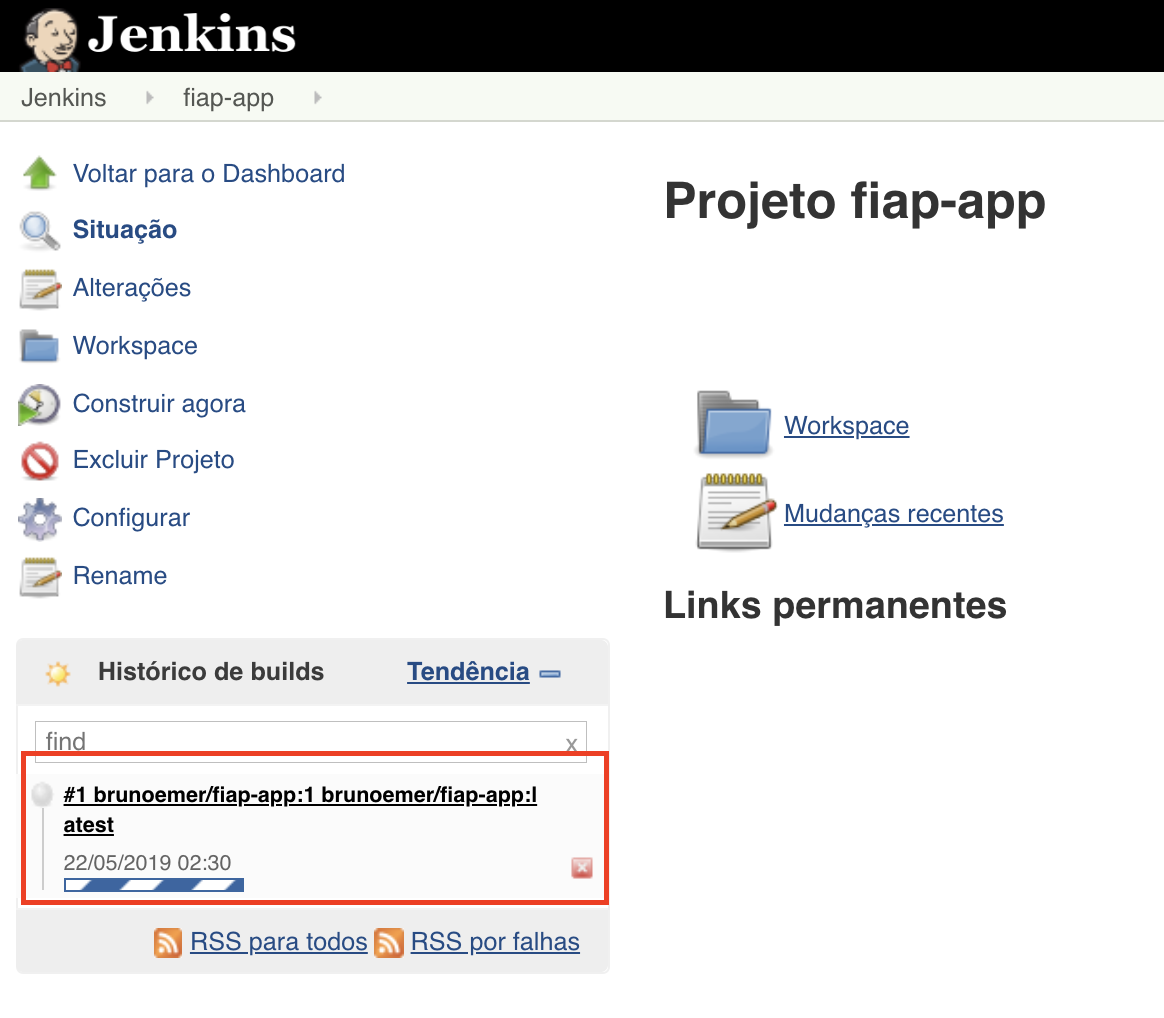 Jenkins
Jenkins fiap-app
Voltar para o Dashboard
Situação
Alterações
Workspace
Construir agora
Excluir Projeto
Configurar
Rename
Histórico de builds Tendência
find x
#1 brunoemer/fiap-app:1 brunoemer/fiap-app:l
atest
22/05/2019 02:30
RSS para todos RSS por falhas
Projeto fiap-app
Workspace
Mudanças recentes
Links permanentes